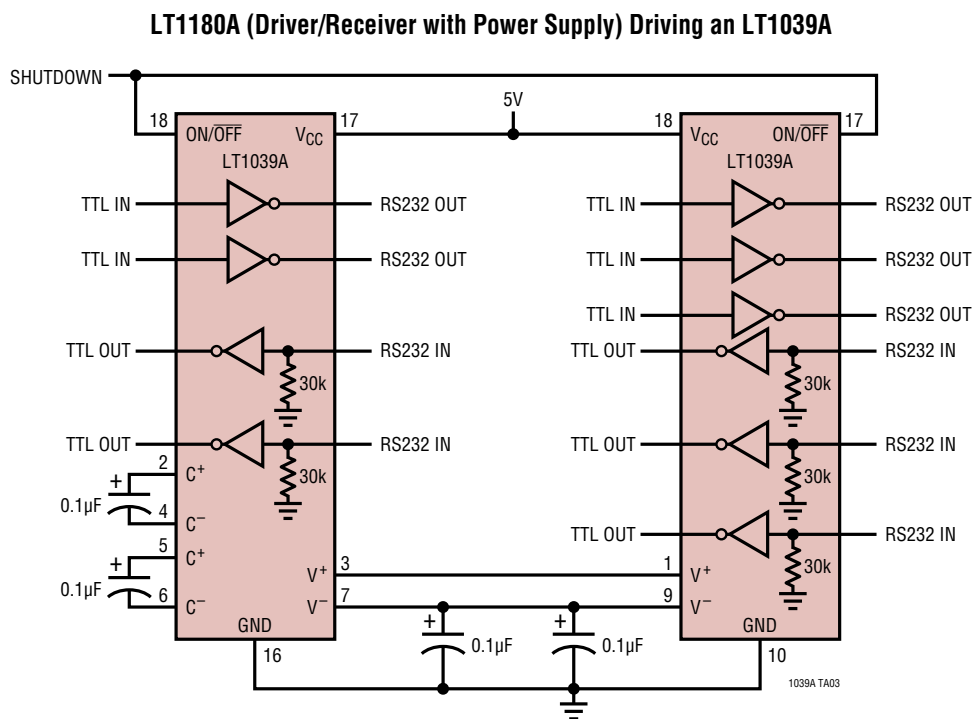 LT1180A (Driver/Receiver with Power Supply) Driving an LT1039A
SHUTDOWN
5V
18 ON/OFF VCC 17
18 VCC ON/OFF 17
LT1039A
LT1039A
TTL IN RS232 OUT
TTL IN RS232 OUT
TTL IN RS232 OUT
TTL IN RS232 OUT
TTL IN RS232 OUT
TTL OUT RS232 IN
TTL OUT RS232 IN
30k
30k
TTL OUT RS232 IN
TTL OUT RS232 IN
2 C+
30k
30k
+
0.1µF
4 C−
5 C+
TTL OUT RS232 IN
+
0.1µF
30k
V+ 3
1 V+
6 C−
V− 7
9 V−
GND
+
0.1µF
+
0.1µF
GND
16
10
1039A TA03